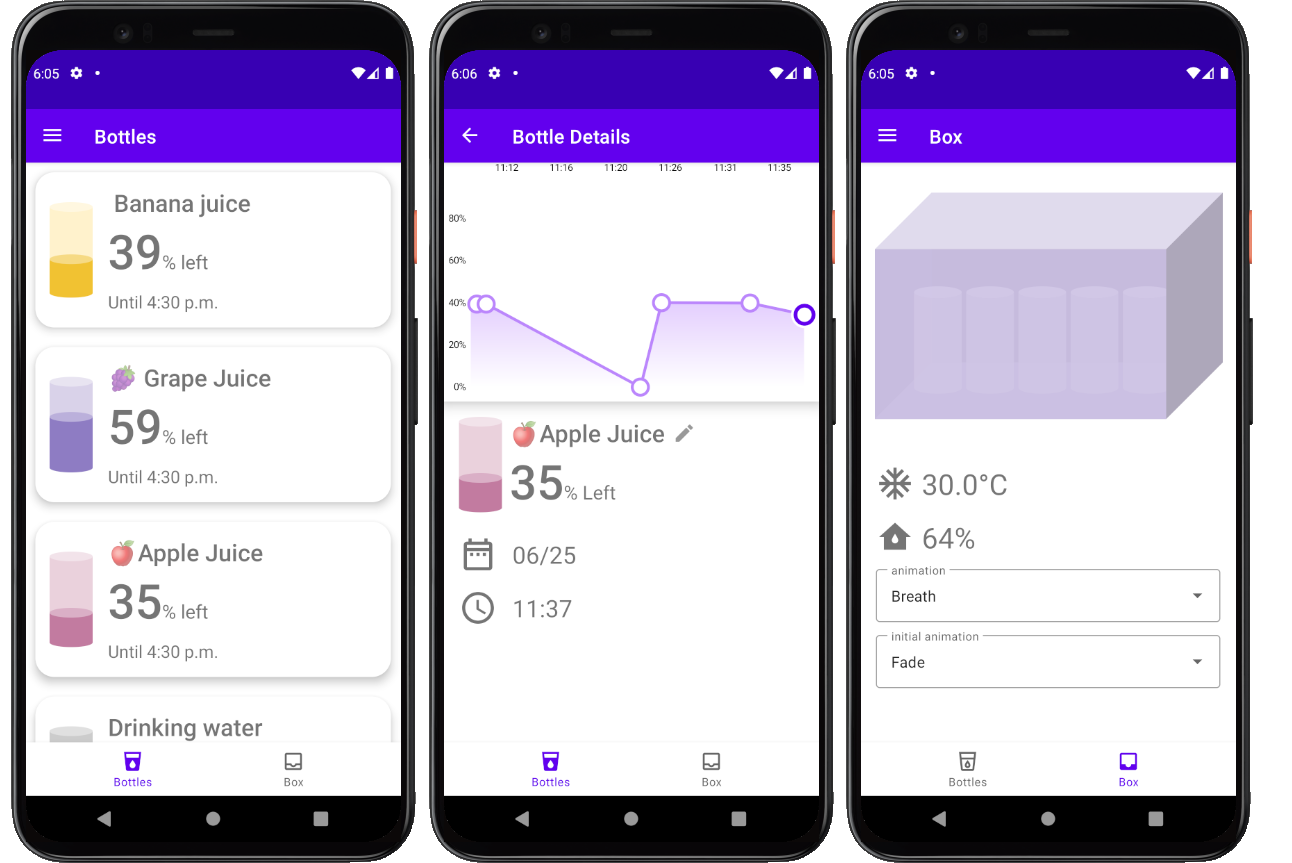 6:05
Bottles
Banana juice
39% left
Until 4:30 p.m.
Grape Juice
59% left
Until 4:30 p.m.
Apple Juice
35% left
Until 4:30 p.m.
Drinking water
Bottles Box
6:06
Bottle Details
11:12 11:16 11:20 11:26 11:31 11:35
80%
60%
40%
20%
0%
Apple Juice
35% Left
06/25
11:37
Bottles Box
6:05
Box
30.0°C
64%
animation
Breath
initial animation
Fade
Bottles Box